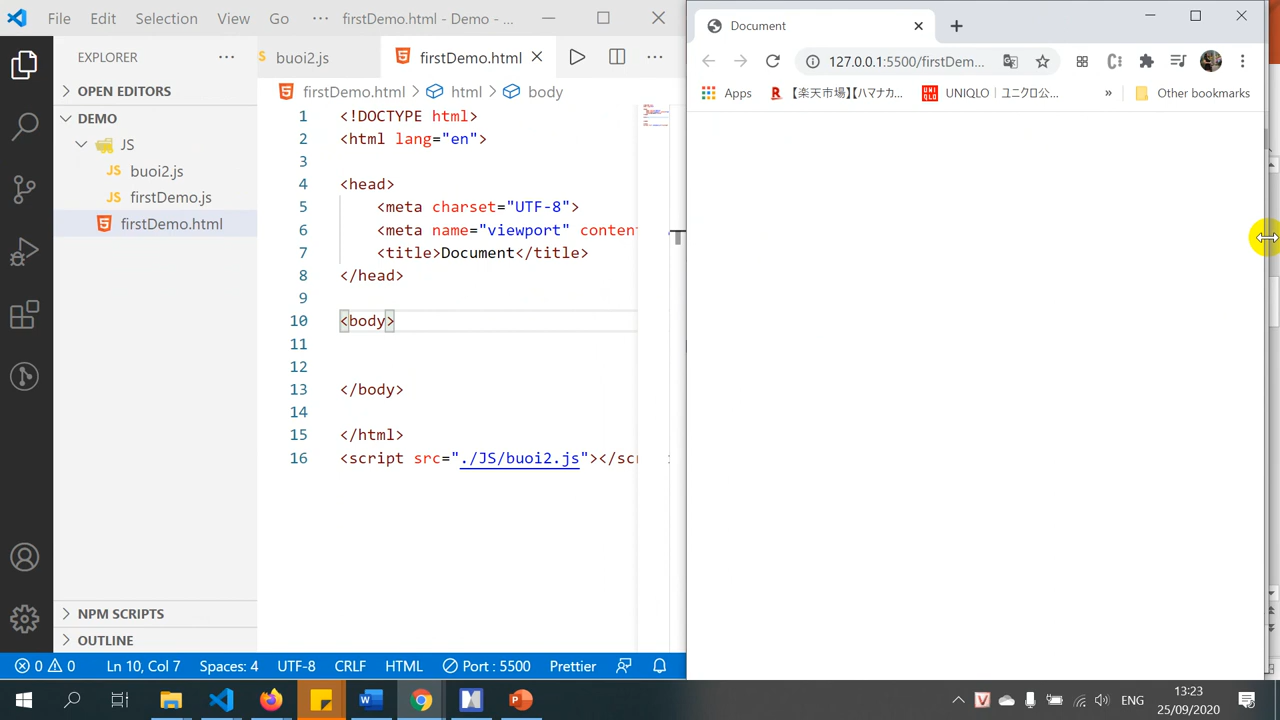 File Edit Selection View Go ··· firstDemo.html - Demo - ...
EXPLORER ···
OPEN EDITORS
DEMO
JS
JS buoi2.js
JS firstDemo.js
firstDemo.html
NPM SCRIPTS
OUTLINE
buoi2.js firstDemo.html ···
firstDemo.html > html > body
1 <!DOCTYPE html>
2 <html lang="en">
3
4 <head>
5 <meta charset="UTF-8">
6 <meta name="viewport" content
7 <title>Document</title>
8 </head>
9
10 <body>
11
12
13 </body>
14
15 </html>
16 <script src="./JS/buoi2.js"></scr
0 0 Ln 10, Col 7 Spaces: 4 UTF-8 CRLF HTML Port : 5500 Prettier
Document
127.0.0.1:5500/firstDem...
Apps 【楽天市場】【ハマナカ... UNIQLO | ユニクロ公... » Other bookmarks
ENG
13:23
25/09/2020